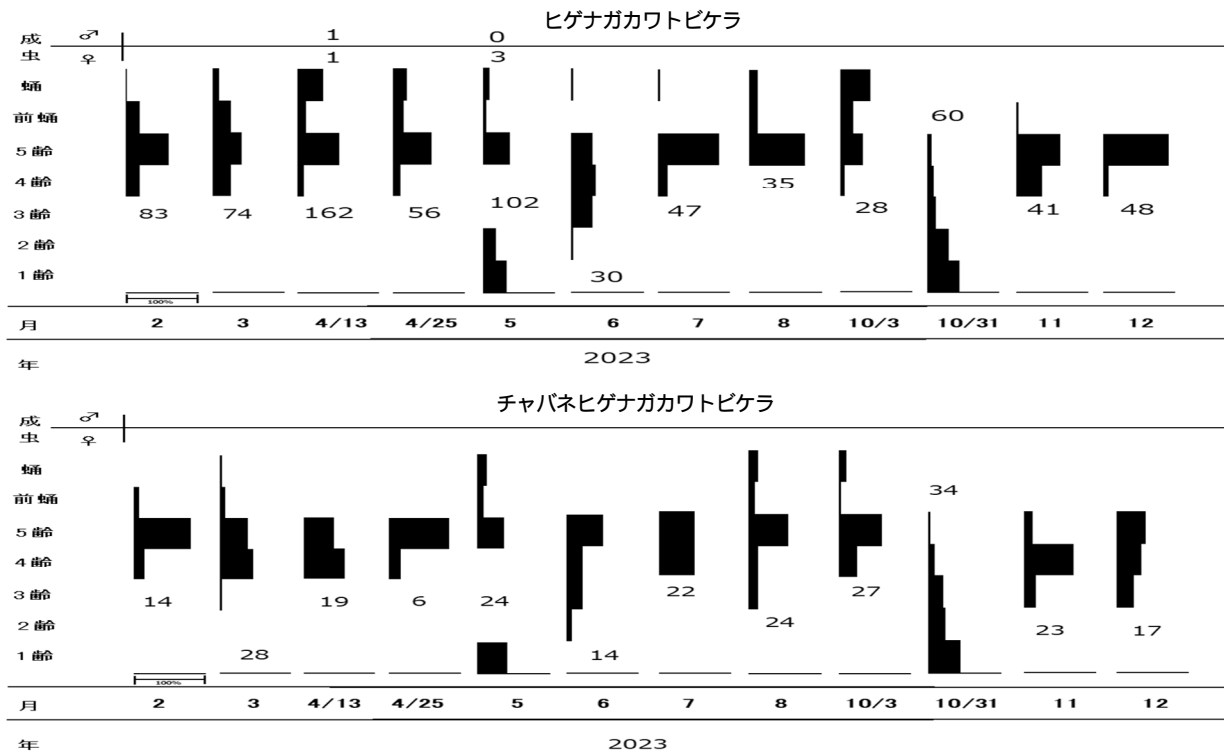 ヒゲナガカワトビケラ
成 ♂ 1 0
虫 ♀ 1 3
蛹
前蛹 60
5齢
4齢 35
3齢 83 74 162 56 102 47 28 41 48
2齢
1齢 30
100%
月 2 3 4/13 4/25 5 6 7 8 10/3 10/31 11 12
年 2023
チャバネヒゲナガカワトビケラ
成 ♂
虫 ♀
蛹
前蛹 34
5齢
4齢
3齢 14 19 6 24 22 27
2齢 24 23 17
1齢 28 14
100%
月 2 3 4/13 4/25 5 6 7 8 10/3 10/31 11 12
年 2023